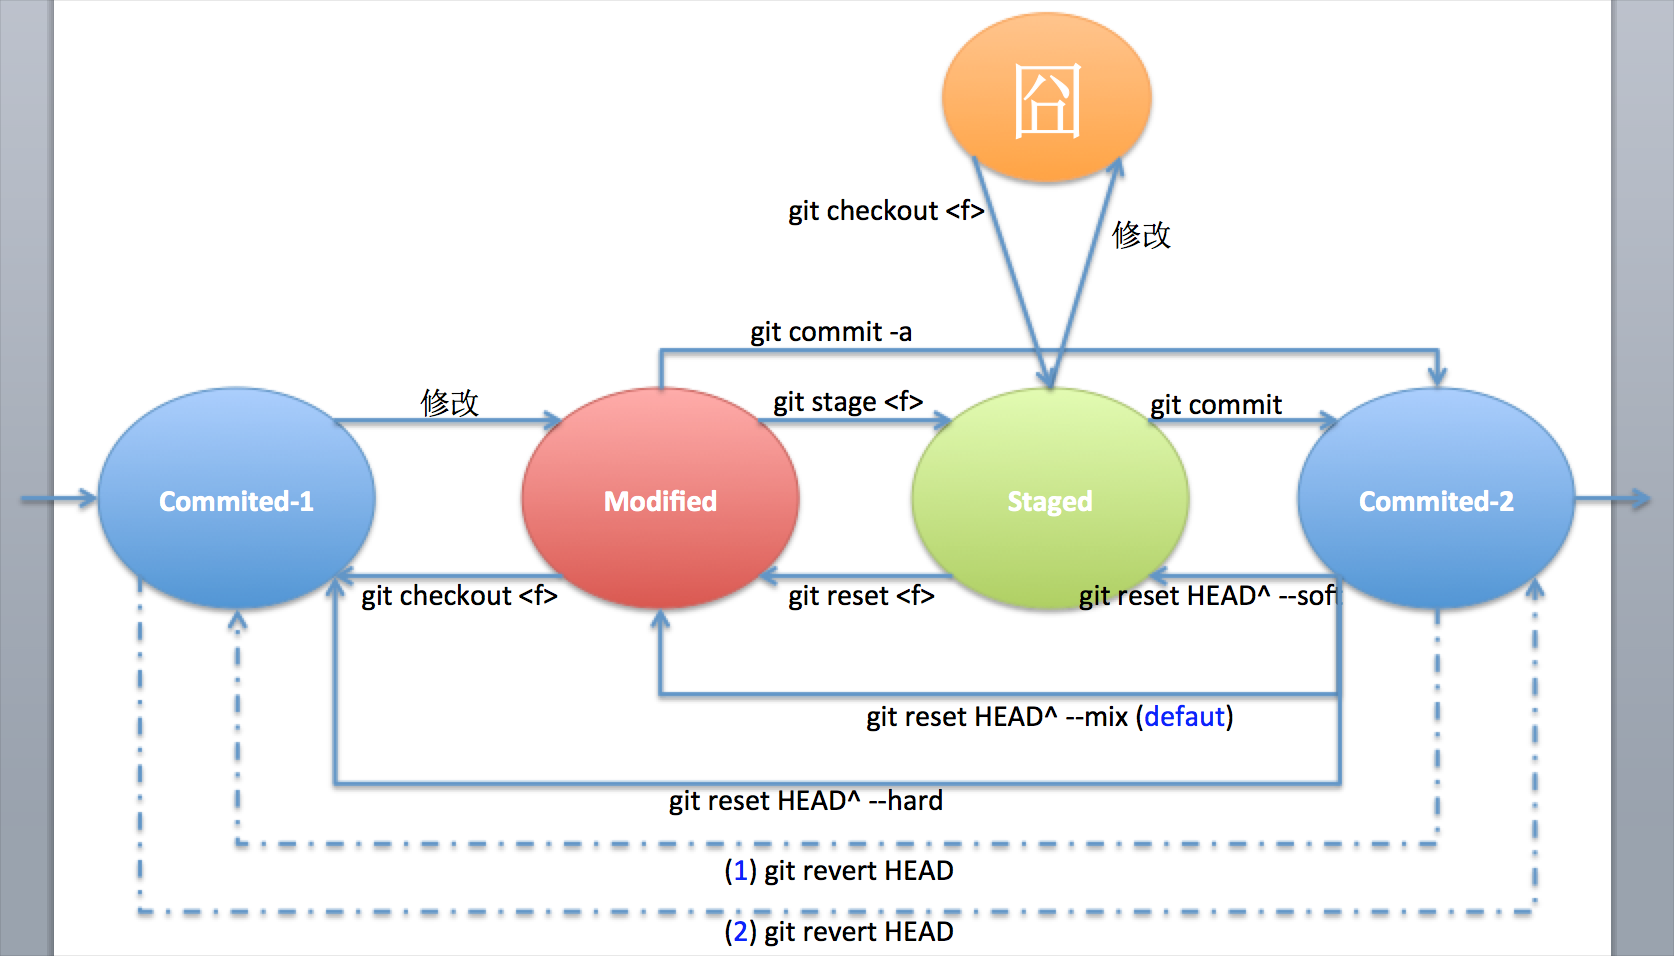 囧
git checkout <f>
修改
git commit -a
修改
git stage <f>
git commit
Commited-1
Modified
Staged
Commited-2
git checkout <f>
git reset <f>
git reset HEAD^ --soft
git reset HEAD^ --mix (defaut)
git reset HEAD^ --hard
(1) git revert HEAD
(2) git revert HEAD